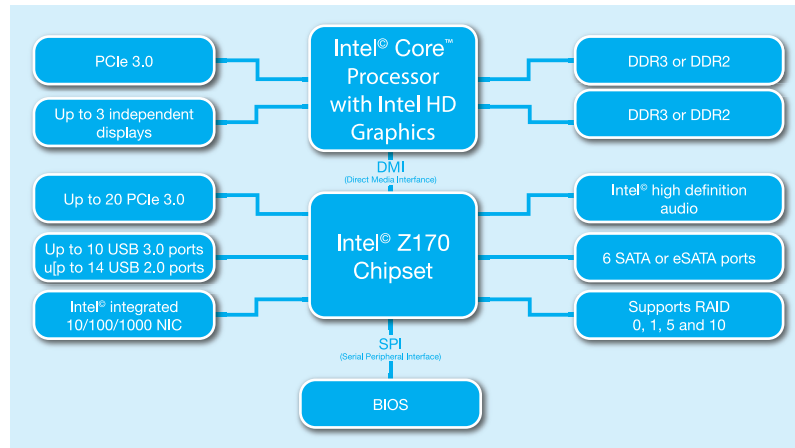 PCIe 3.0
Up to 3 independent
displays
Intel© Core™
Processor
with Intel HD
Graphics
DDR3 or DDR2
DDR3 or DDR2
DMI
(Direct Media Interfance)
Up to 20 PCIe 3.0
Up to 10 USB 3.0 ports
u[p to 14 USB 2.0 ports
Intel© integrated
10/100/1000 NIC
Intel© Z170
Chipset
Intel© high definition
audio
6 SATA or eSATA ports
Supports RAID
0, 1, 5 and 10
SPI
(Serial Peripheral Interface)
BIOS